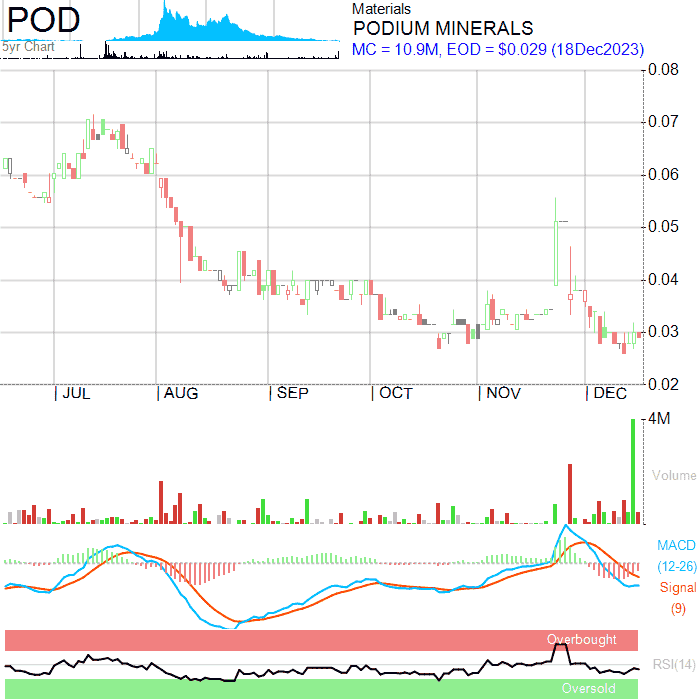 POD
5yr Chart
Materials
PODIUM MINERALS
MC = 10.9M, EOD = $0.029 (18Dec2023)
0.08
0.07
0.06
0.05
0.04
0.03
0.02
JUL AUG SEP OCT NOV DEC
4M
Volume
MACD
(12-26)
Signal
(9)
Overbought
RSI(14)
Oversold